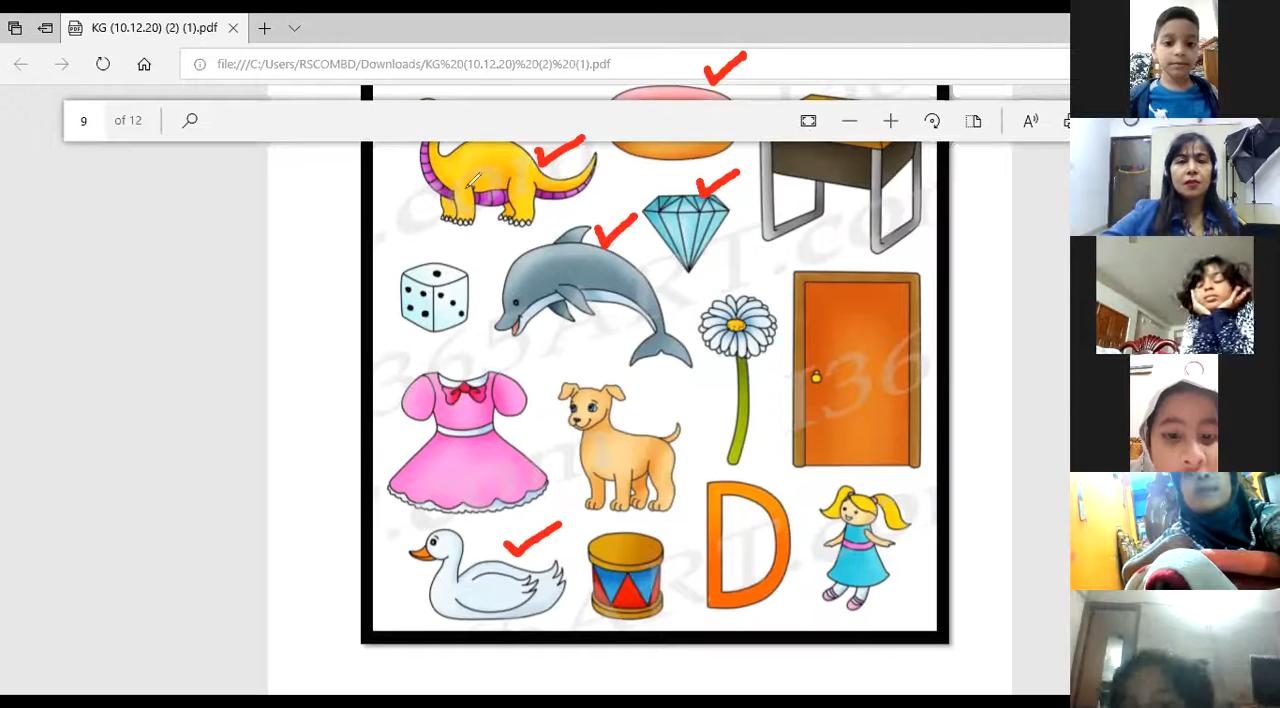 KG (10.12.20) (2) (1).pdf
file:///C:/Users/RSCOMBD/Downloads/KG%20(10.12.20)%20(2)%20(1).pdf
9 of 12
D